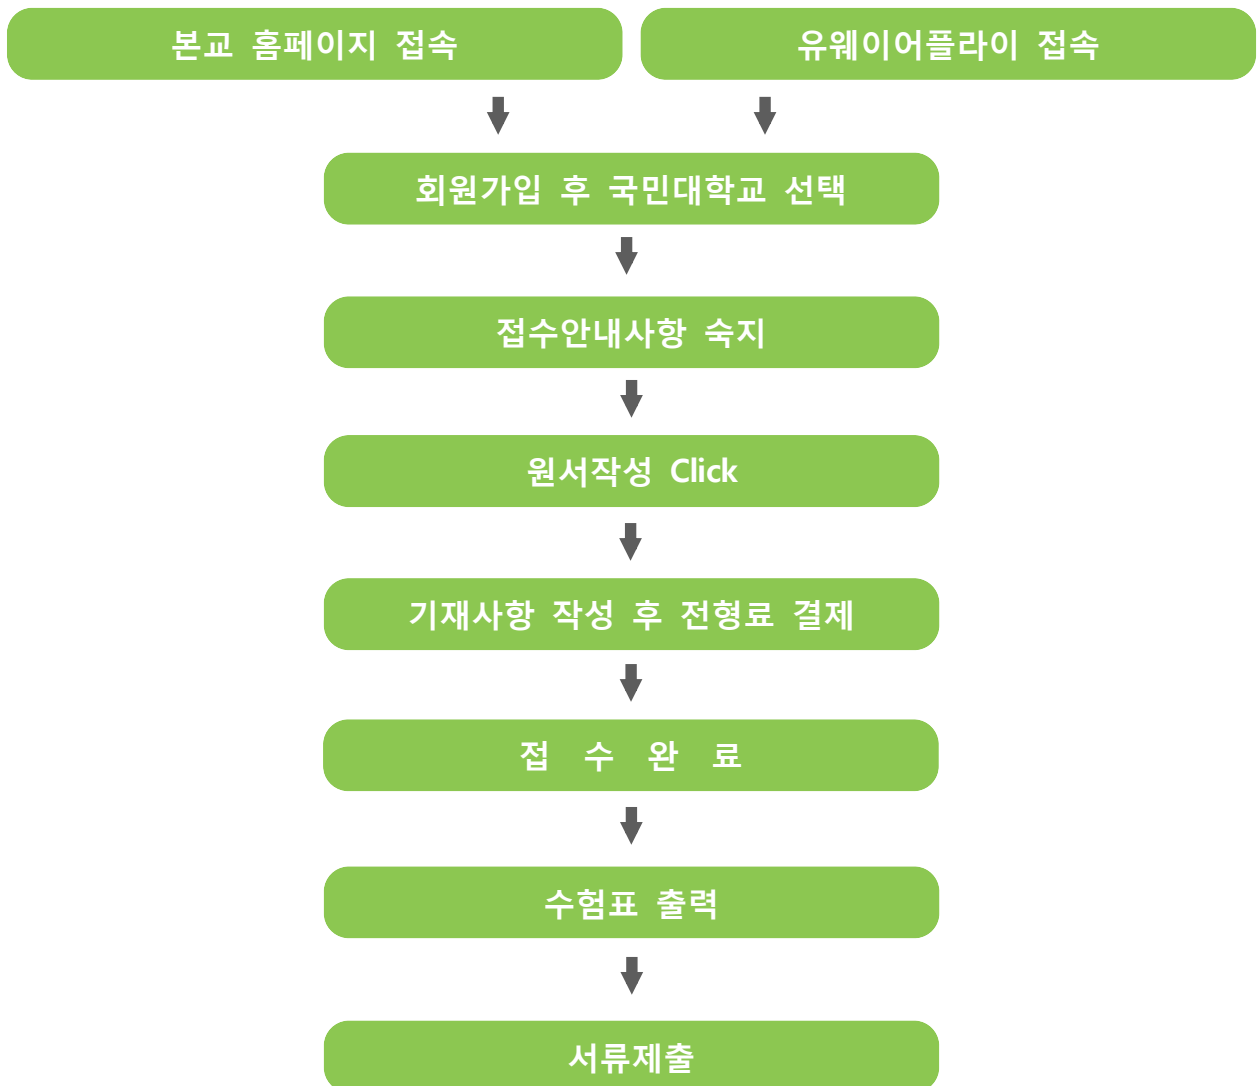 본교 홈페이지 접속
유웨이어플라이 접속
회원가입 후 국민대학교 선택
접수안내사항 숙지
원서작성 Click
기재사항 작성 후 전형료 결제
접 수 완 료
수험표 출력
서류제출